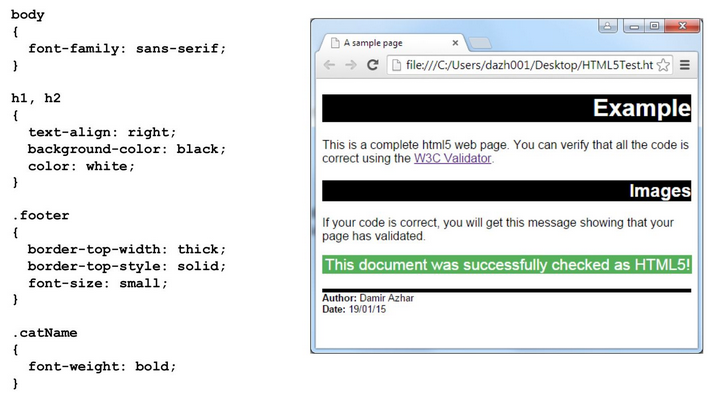 body
{
  font-family: sans-serif;
}
h1, h2
{
  text-align: right;
  background-color: black;
  color: white;
}
.footer
{
  border-top-width: thick;
  border-top-style: solid;
  font-size: small;
}
.catName
{
  font-weight: bold;
}
A sample page
file:///C:/Users/dazh001/Desktop/HTML5Test.ht
Example
This is a complete html5 web page. You can verify that all the code is
correct using the W3C Validator.
Images
If your code is correct, you will get this message showing that your
page has validated.
This document was successfully checked as HTML5!
Author: Damir Azhar
Date: 19/01/15